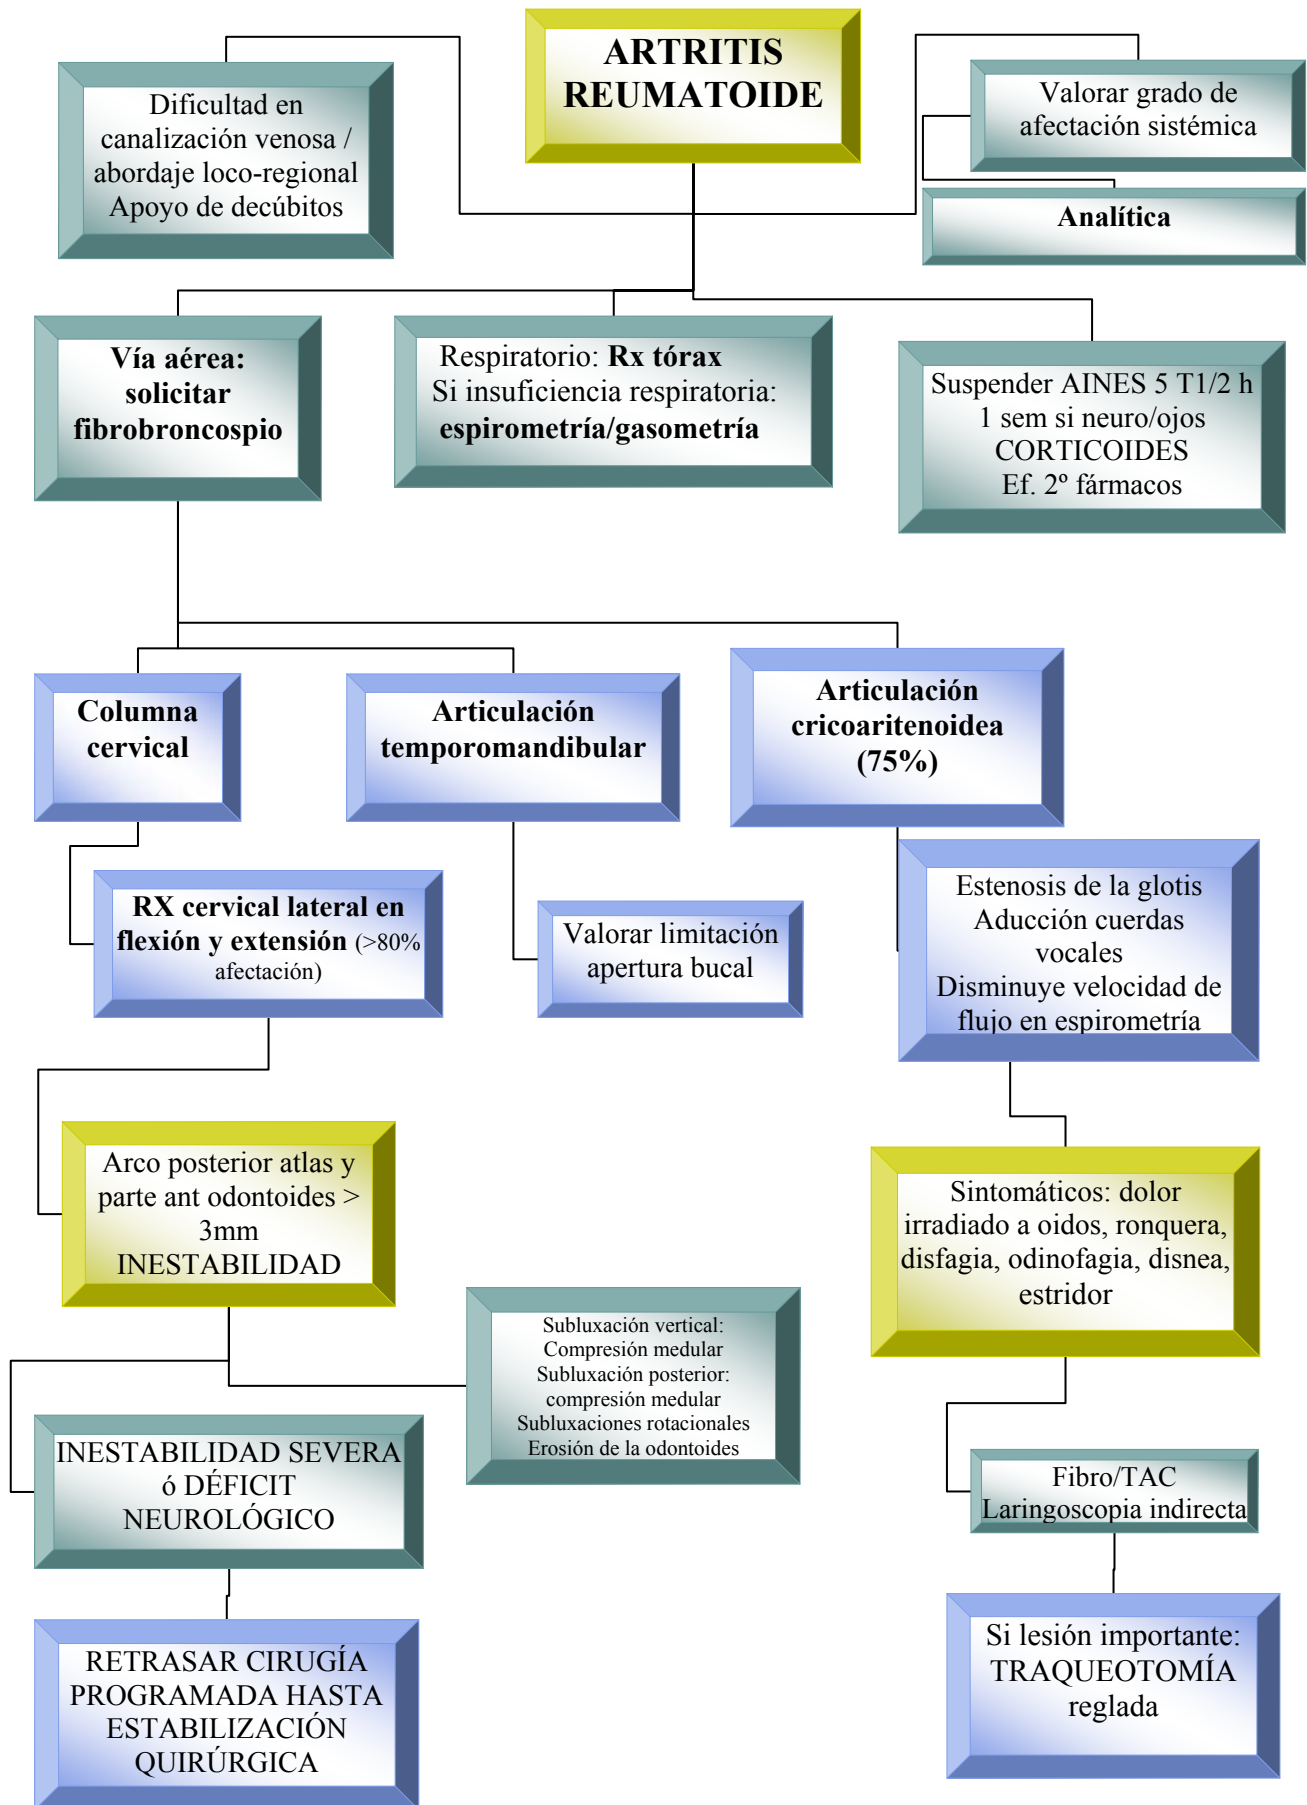 ARTRITIS
REUMATOIDE
Dificultad en
canalización venosa /
abordaje loco-regional
Apoyo de decúbitos
Valorar grado de
afectación sistémica
Analítica
Vía aérea:
solicitar
fibrobroncospio
Respiratorio: Rx tórax
Si insuficiencia respiratoria:
espirometría/gasometría
Suspender AINES 5 T1/2 h
1 sem si neuro/ojos
CORTICOIDES
Ef. 2º fármacos
Columna
cervical
Articulación
temporomandibular
Articulación
cricoaritenoidea
(75%)
RX cervical lateral en
flexión y extensión (>80%
afectación)
Valorar limitación
apertura bucal
Estenosis de la glotis
Aducción cuerdas
vocales
Disminuye velocidad de
flujo en espirometría
Arco posterior atlas y
parte ant odontoides >
3mm
INESTABILIDAD
Sintomáticos: dolor
irradiado a oidos, ronquera,
disfagia, odinofagia, disnea,
estridor
Subluxación vertical:
Compresión medular
Subluxación posterior:
compresión medular
Subluxaciones rotacionales
Erosión de la odontoides
INESTABILIDAD SEVERA
ó DÉFICIT
NEUROLÓGICO
Fibro/TAC
Laringoscopia indirecta
RETRASAR CIRUGÍA
PROGRAMADA HASTA
ESTABILIZACIÓN
QUIRÚRGICA
Si lesión importante:
TRAQUEOTOMÍA
reglada